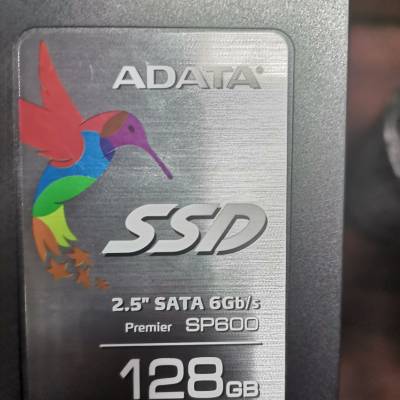 ADATA
SSD
2.5" SATA 6Gb/s
Premier SP600
128GB